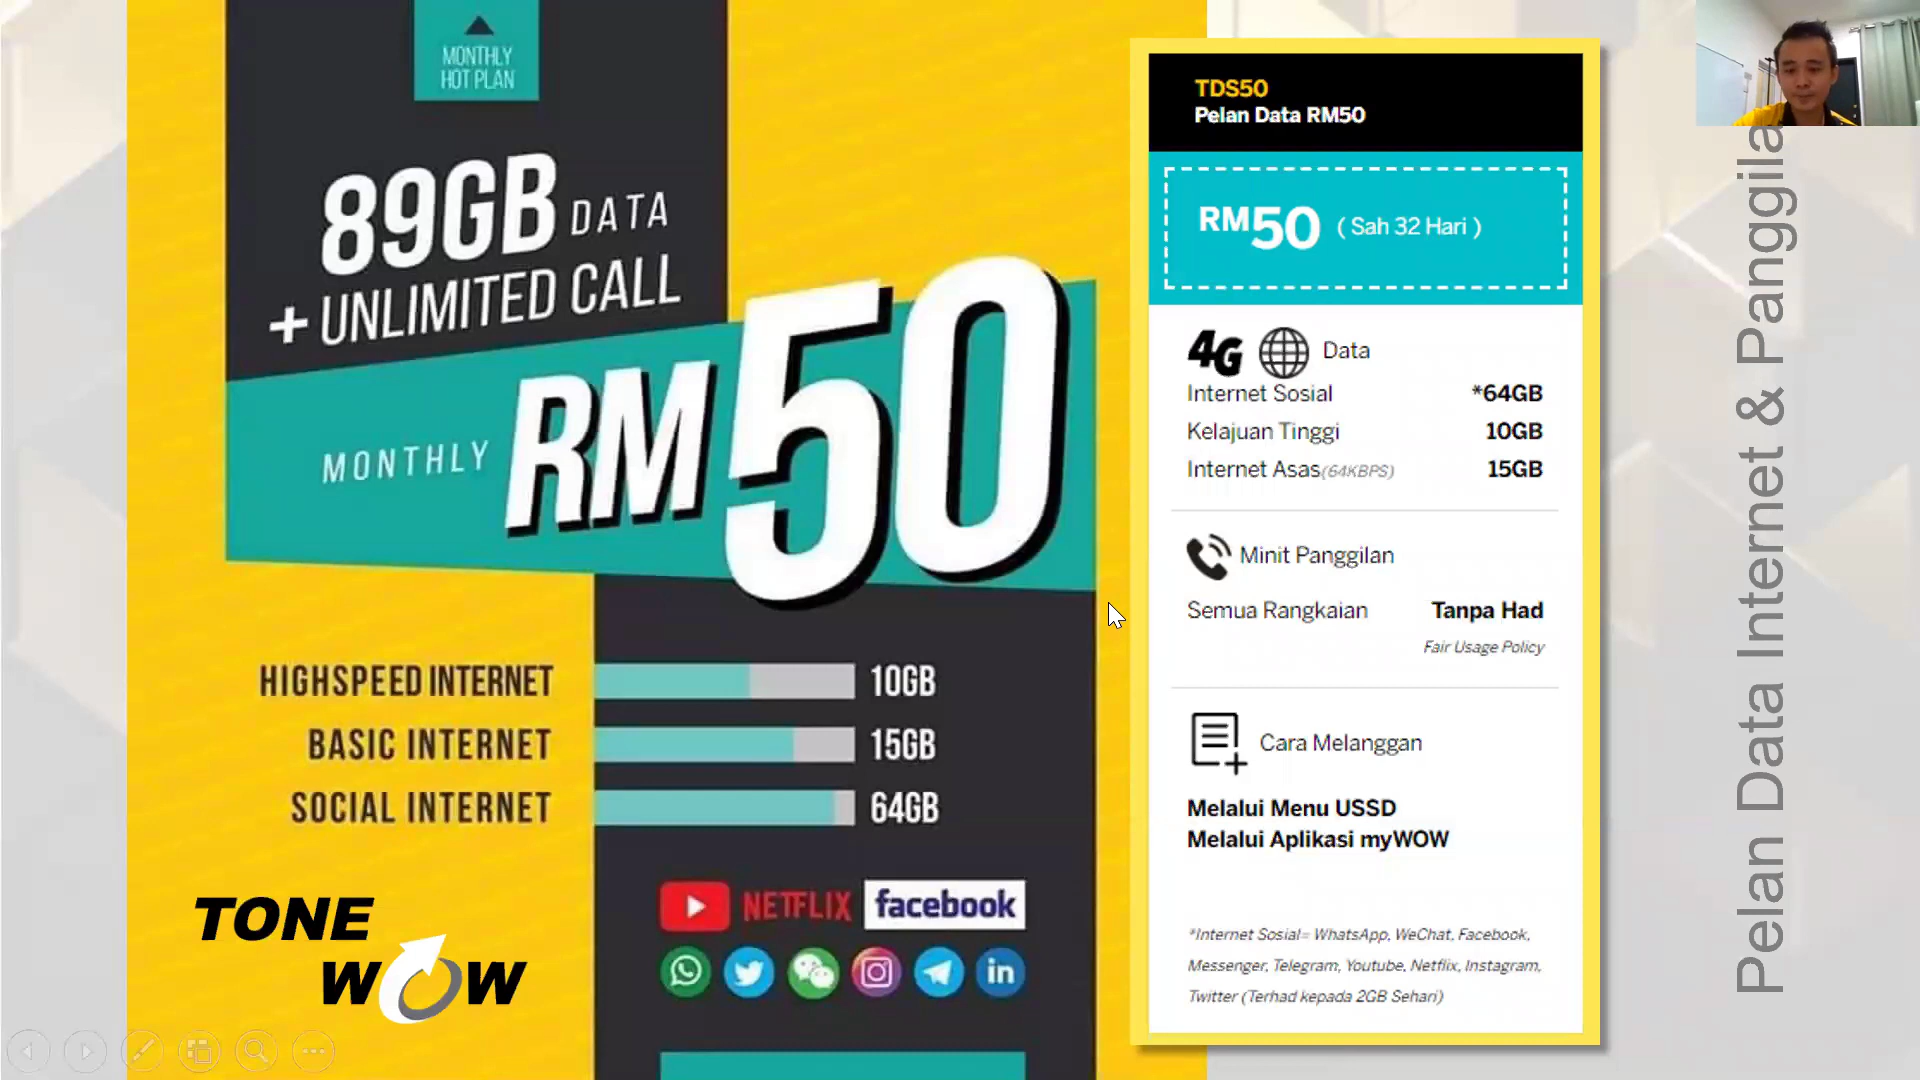 MONTHLY
HOT PLAN
89GB DATA
+ UNLIMITED CALL
MONTHLY RM50
HIGHSPEED INTERNET 10GB
BASIC INTERNET 15GB
SOCIAL INTERNET 64GB
NETFLIX facebook
in
TONE
WOW
TDS50
Pelan Data RM50
RM50 ( Sah 32 Hari )
4G Data
Internet Sosial *64GB
Kelajuan Tinggi 10GB
Internet Asas(64KBPS) 15GB
Minit Panggilan
Semua Rangkaian Tanpa Had
Fair Usage Policy
Cara Melanggan
Melalui Menu USSD
Melalui Aplikasi myWOW
*Internet Sosial= WhatsApp, WeChat, Facebook,
Messenger, Telegram, Youtube, Netflix, Instagram,
Twitter (Terhad kepada 2GB Sehari)
Pelan Data Internet & Panggila